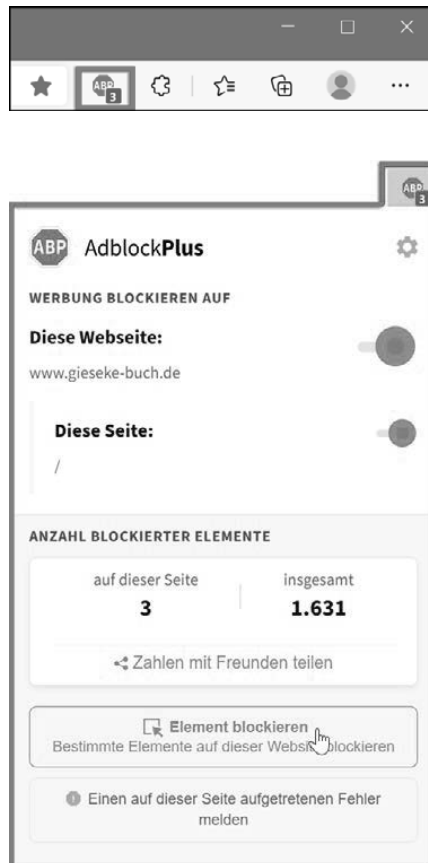 ABP
3
ABP
3
ABP AdblockPlus
WERBUNG BLOCKIEREN AUF
Diese Webseite:
www.gieseke-buch.de
Diese Seite:
/
ANZAHL BLOCKIERTER ELEMENTE
auf dieser Seite insgesamt
3 1.631
Zahlen mit Freunden teilen
Element blockieren
Bestimmte Elemente auf dieser Website blockieren
Einen auf dieser Seite aufgetretenen Fehler
melden